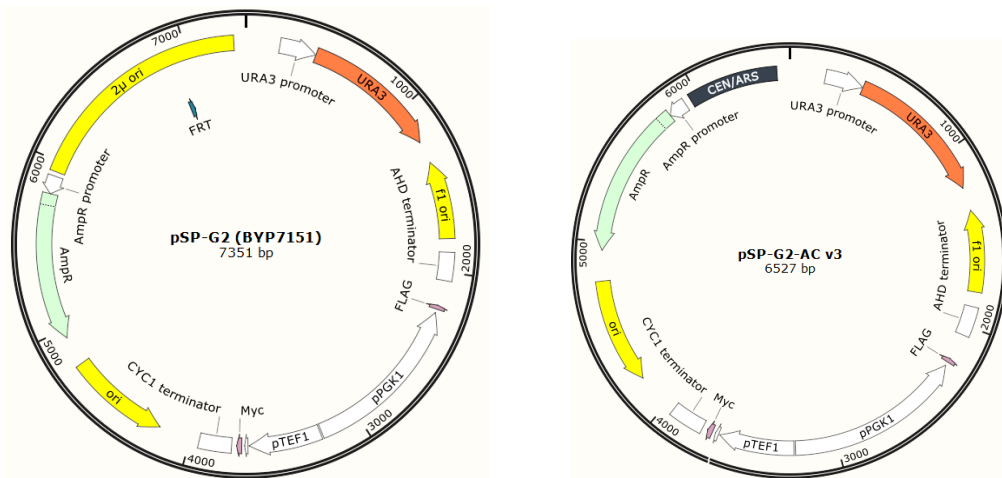 7000
2μ ori
URA3 promoter
URA3
1000
FRT
6000
AmpR promoter
AmpR
AHD terminator
f1 ori
pSP-G2 (BYP7151)
7351 bp
2000
FLAG
5000
CYC1 terminator
Myc
pPGK1
ori
pTEF1
3000
4000
6000
CEN/ARS
URA3 promoter
URA3
1000
AmpR promoter
AmpR
5000
AHD terminator
f1 ori
pSP-G2-AC v3
6527 bp
2000
FLAG
ori
CYC1 terminator
Myc
pPGK1
4000
pTEF1
3000